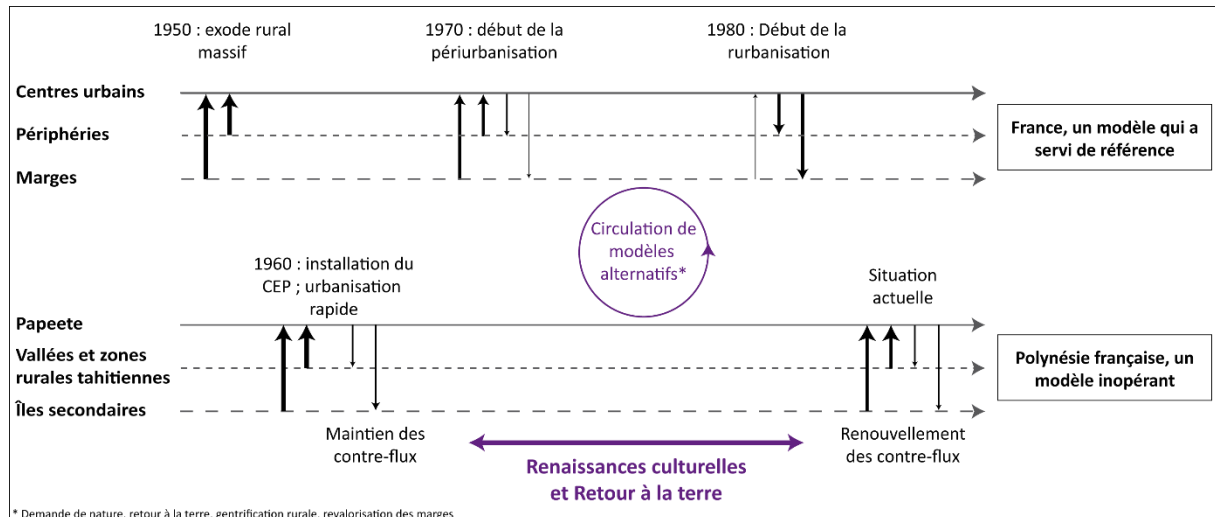 1950 : exode rural
massif
1970 : début de la
périurbanisation
1980 : Début de la
rurbanisation
Centres urbains
Périphéries
Marges
France, un modèle qui a
servi de référence
Circulation de
modèles
alternatifs*
1960 : installation du
CEP ; urbanisation
rapide
Situation
actuelle
Papeete
Vallées et zones
rurales tahitiennes
Îles secondaires
Polynésie française, un
modèle inopérant
Maintien des
contre-flux
Renouvellement
des contre-flux
Renaissances culturelles
et Retour à la terre
* Demande de nature, retour à la terre, gentrification rurale, revalorisation des marges